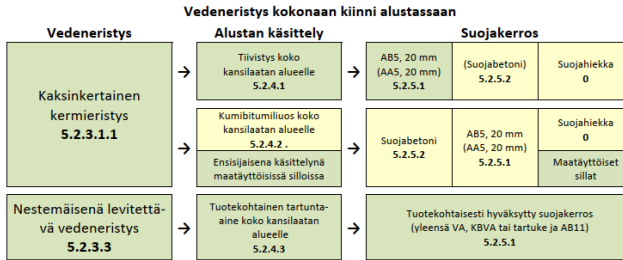 Vedeneristys kokonaan kiinni alustassaan
Vedeneristys
Alustan käsittely
Suojakerros
Kaksinkertainen
kermieristys
5.2.3.1.1
→
Tiivistys koko
kansilaatan alueelle
5.2.4.1
→
AB5, 20 mm
(AA5, 20 mm)
5.2.5.1
(Suojabetoni)
5.2.5.2
Suojahiekka
0
→
Kumibitumiliuos koko
kansilaatan alueelle
5.2.4.2 .
Ensisijaisena käsittelynä
maatäyttöisissä silloissa
→
Suojabetoni
5.2.5.2
AB5, 20 mm
(AA5, 20 mm)
5.2.5.1
Suojahiekka
0
Maatäyttöiset
sillat
Nestemäisenä levitettä-
vä vedeneristys
5.2.3.3
→
Tuotekohtainen tartunta-
aine koko kansilaatan
alueelle
5.2.4.3
→
Tuotekohtaisesti hyväksytty suojakerros
(yleensä VA, KBVA tai tartuke ja AB11)
5.2.5.1